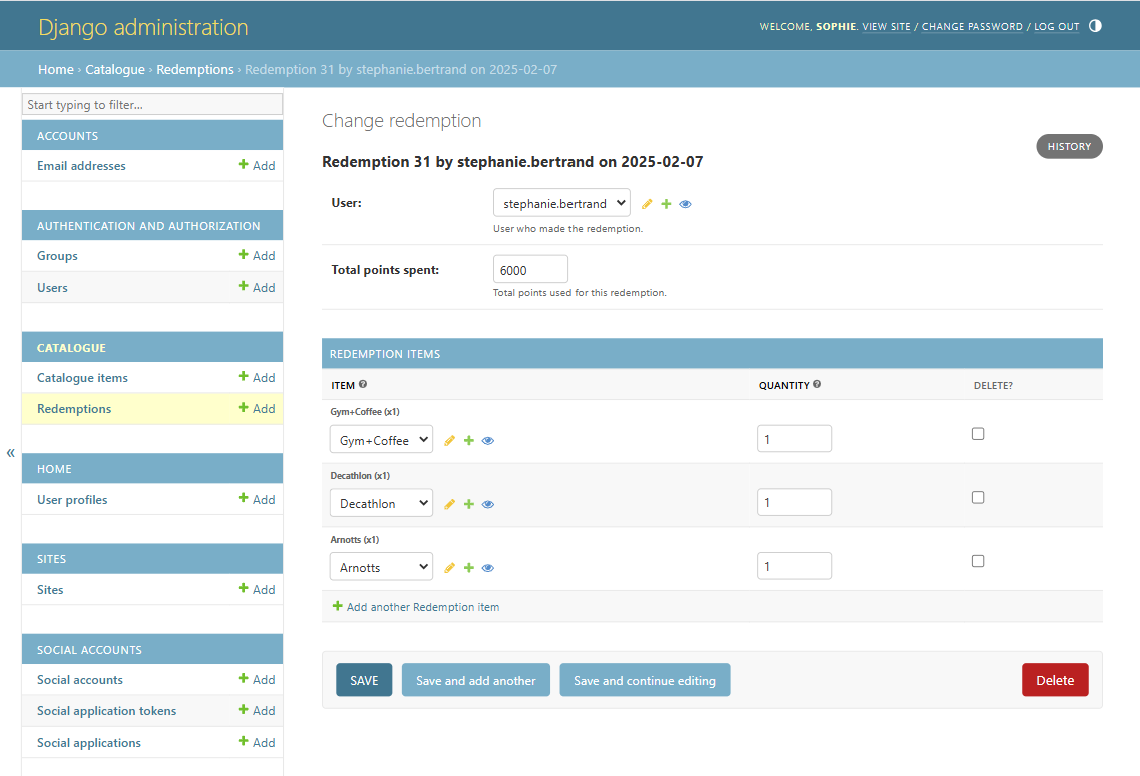 Django administration
WELCOME, SOPHIE. VIEW SITE / CHANGE PASSWORD / LOG OUT
Home › Catalogue › Redemptions › Redemption 31 by stephanie.bertrand on 2025-02-07
Start typing to filter...
ACCOUNTS
Email addresses + Add
AUTHENTICATION AND AUTHORIZATION
Groups + Add
Users + Add
CATALOGUE
Catalogue items + Add
Redemptions + Add
HOME
User profiles + Add
SITES
Sites + Add
SOCIAL ACCOUNTS
Social accounts + Add
Social application tokens + Add
Social applications + Add
«
Change redemption
HISTORY
Redemption 31 by stephanie.bertrand on 2025-02-07
User: stephanie.bertrand
User who made the redemption.
Total points spent: 6000
Total points used for this redemption.
REDEMPTION ITEMS
ITEM ? QUANTITY ? DELETE?
Gym+Coffee (x1)
Gym+Coffee 1
Decathlon (x1)
Decathlon 1
Arnotts (x1)
Arnotts 1
+ Add another Redemption item
SAVE Save and add another Save and continue editing Delete